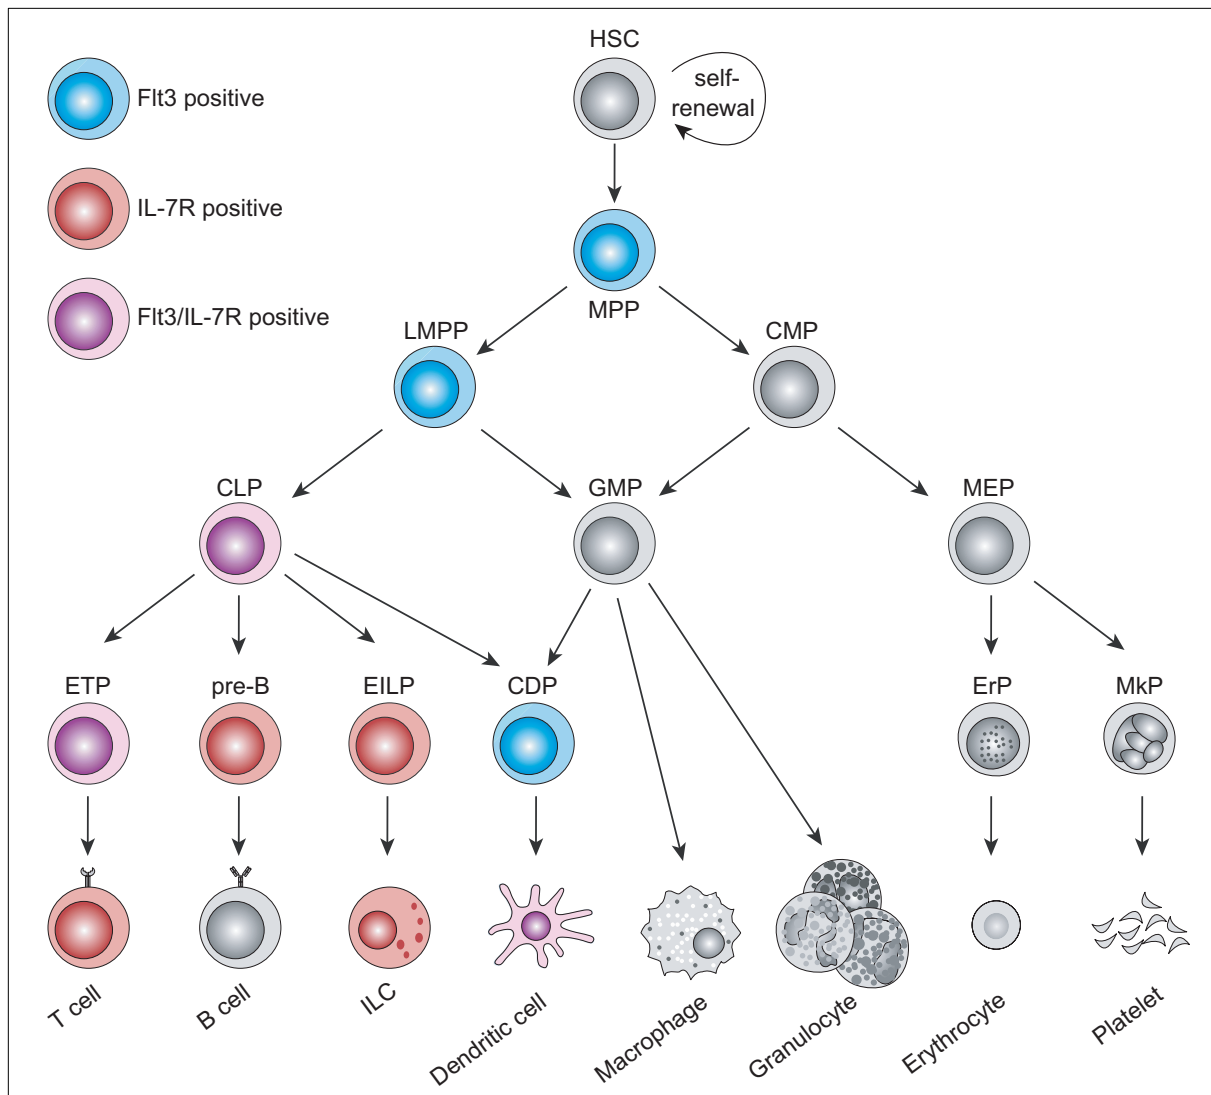 HSC
self-
renewal
Flt3 positive
IL-7R positive
Flt3/IL-7R positive
MPP
LMPP
CMP
CLP
GMP
MEP
ETP
pre-B
EILP
CDP
ErP
MkP
T cell
B cell
ILC
Dendritic cell
Macrophage
Granulocyte
Erythrocyte
Platelet